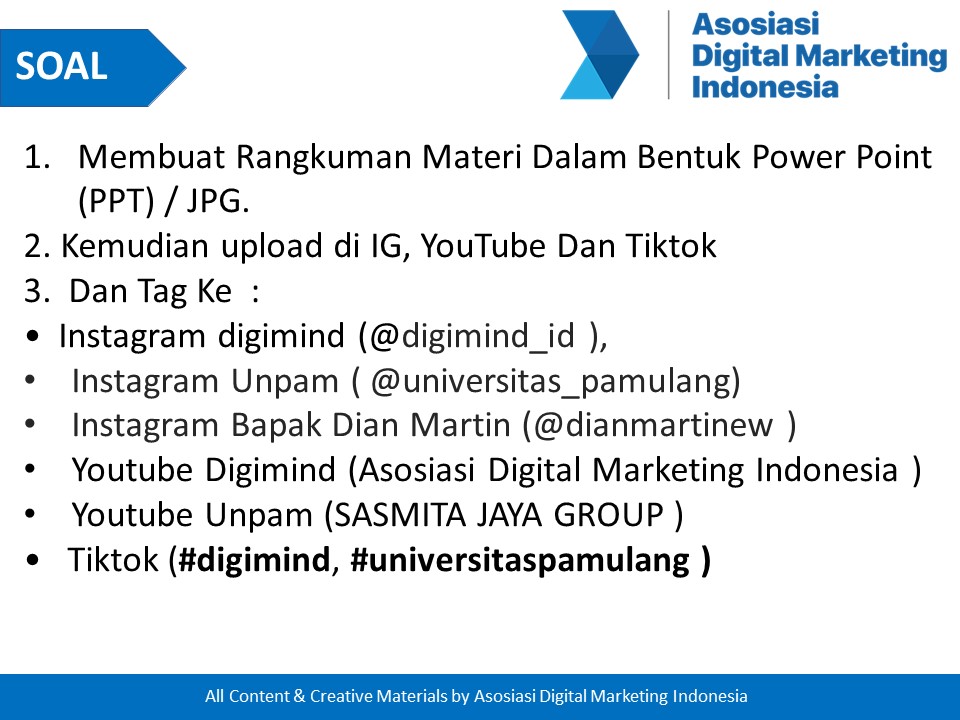 SOAL
Asosiasi
Digital Marketing
Indonesia
1. Membuat Rangkuman Materi Dalam Bentuk Power Point
(PPT) / JPG.
2. Kemudian upload di IG, YouTube Dan Tiktok
3. Dan Tag Ke :
• Instagram digimind (@digimind_id ),
• Instagram Unpam ( @universitas_pamulang)
• Instagram Bapak Dian Martin (@dianmartinew )
• Youtube Digimind (Asosiasi Digital Marketing Indonesia )
• Youtube Unpam (SASMITA JAYA GROUP )
• Tiktok (#digimind, #universitaspamulang )
All Content & Creative Materials by Asosiasi Digital Marketing Indonesia